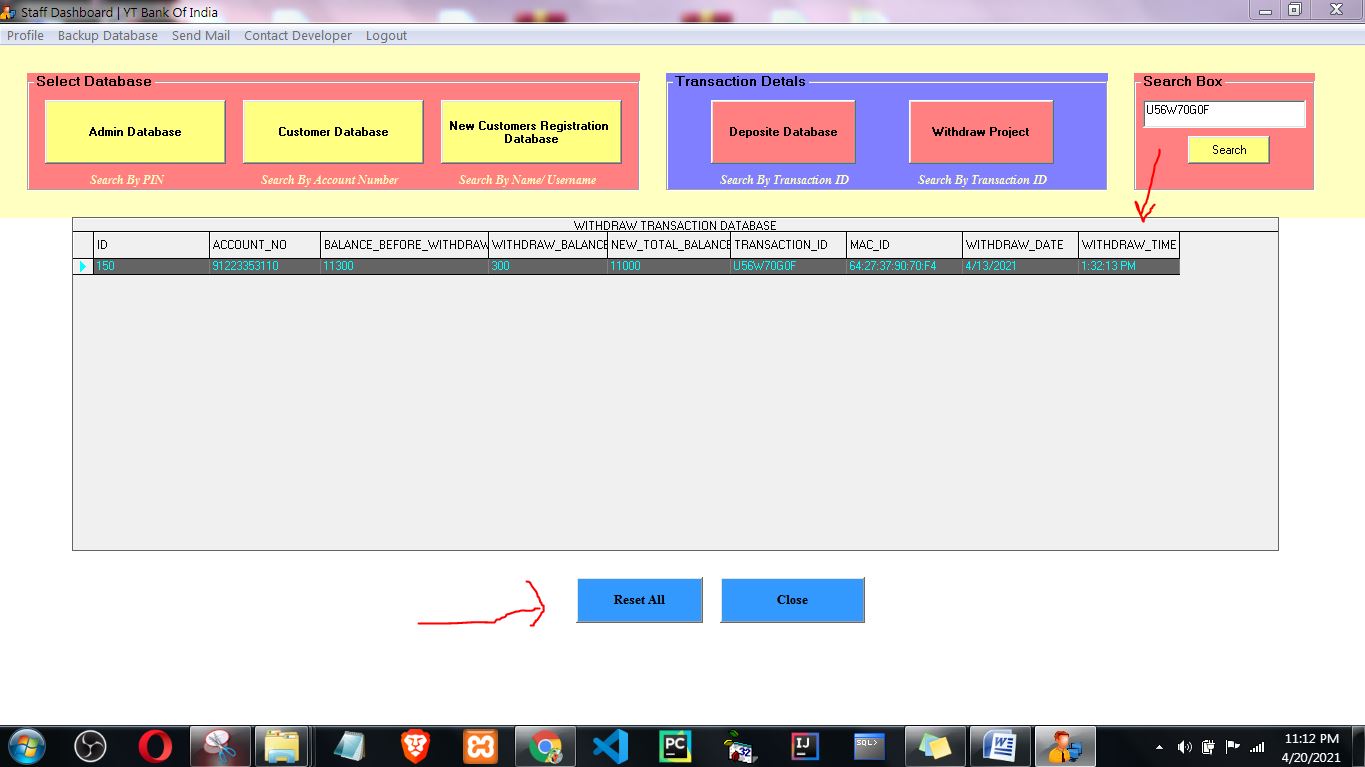 Staff Dashboard | YT Bank Of India
Profile Backup Database Send Mail Contact Developer Logout
Select Database
Admin Database
Search By PIN
Customer Database
Search By Account Number
New Customers Registration
Database
Search By Name/ Username
Transaction Detals
Deposite Database
Search By Transaction ID
Withdraw Project
Search By Transaction ID
Search Box
U56W70G0F
Search
WITHDRAW TRANSACTION DATABASE
ID ACCOUNT_NO BALANCE_BEFORE_WITHDRAW WITHDRAW_BALANCE NEW_TOTAL_BALANCE TRANSACTION_ID MAC_ID WITHDRAW_DATE WITHDRAW_TIME
150 91223353110 11300 300 11000 U56W70G0F 64:27:37:90:70:F4 4/13/2021 1:32:13 PM
Reset All Close
PC
32
IJ
SQL>
W
11:12 PM
4/20/2021